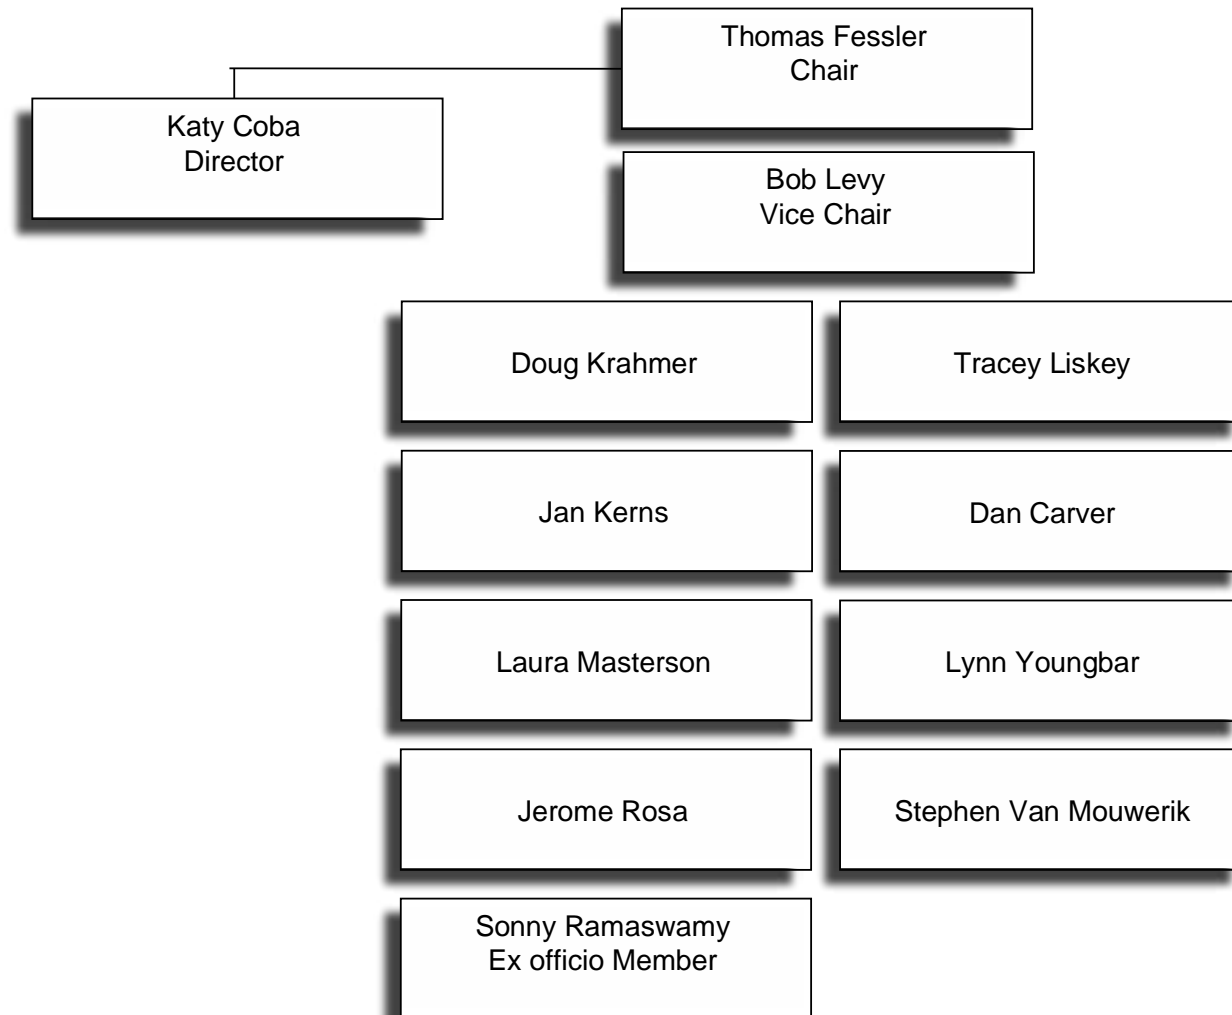 Thomas Fessler
Chair
Katy Coba
Director
Bob Levy
Vice Chair
Doug Krahmer
Tracey Liskey
Jan Kerns
Dan Carver
Laura Masterson
Lynn Youngbar
Jerome Rosa
Stephen Van Mouwerik
Sonny Ramaswamy
Ex officio Member